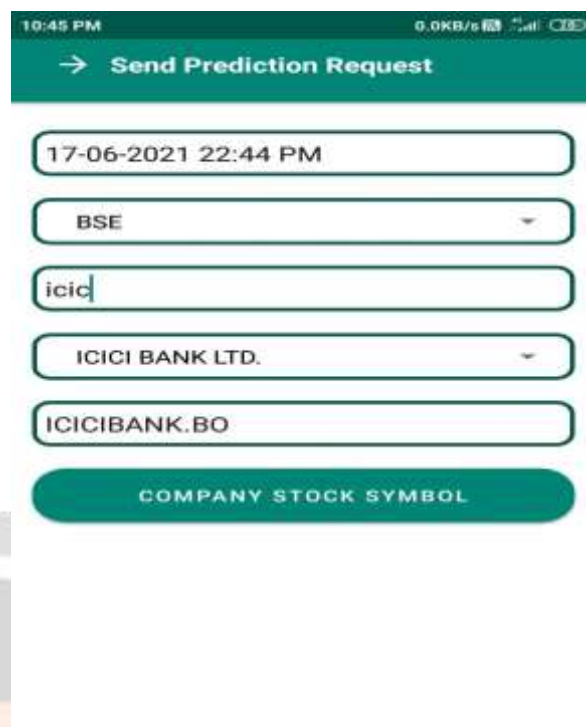 10:45 PM 0.0KB/s
→ Send Prediction Request
17-06-2021 22:44 PM
BSE
icic
ICICI BANK LTD.
ICICIBANK.BO
COMPANY STOCK SYMBOL